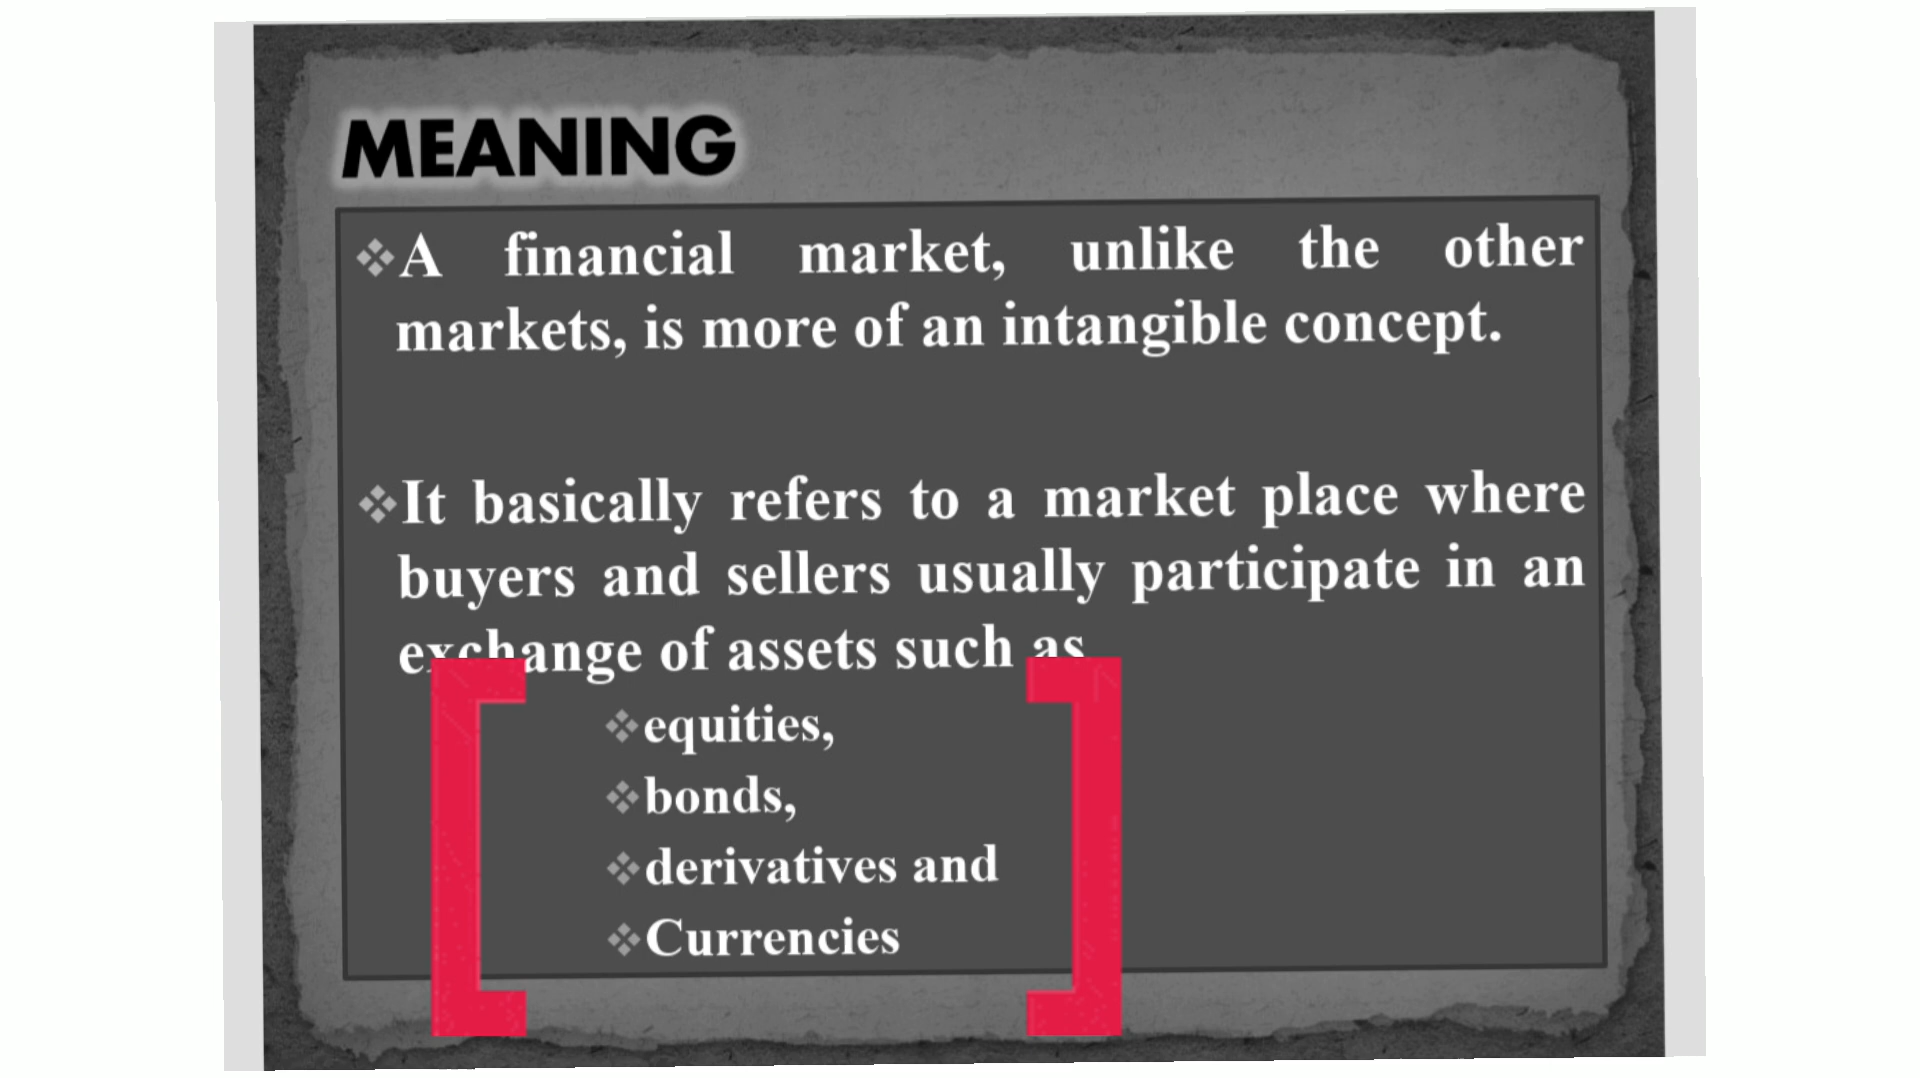 MEANING
A financial market, unlike the other
markets, is more of an intangible concept.
It basically refers to a market place where
buyers and sellers usually participate in an
exchange of assets such as
equities,
bonds,
derivatives and
Currencies